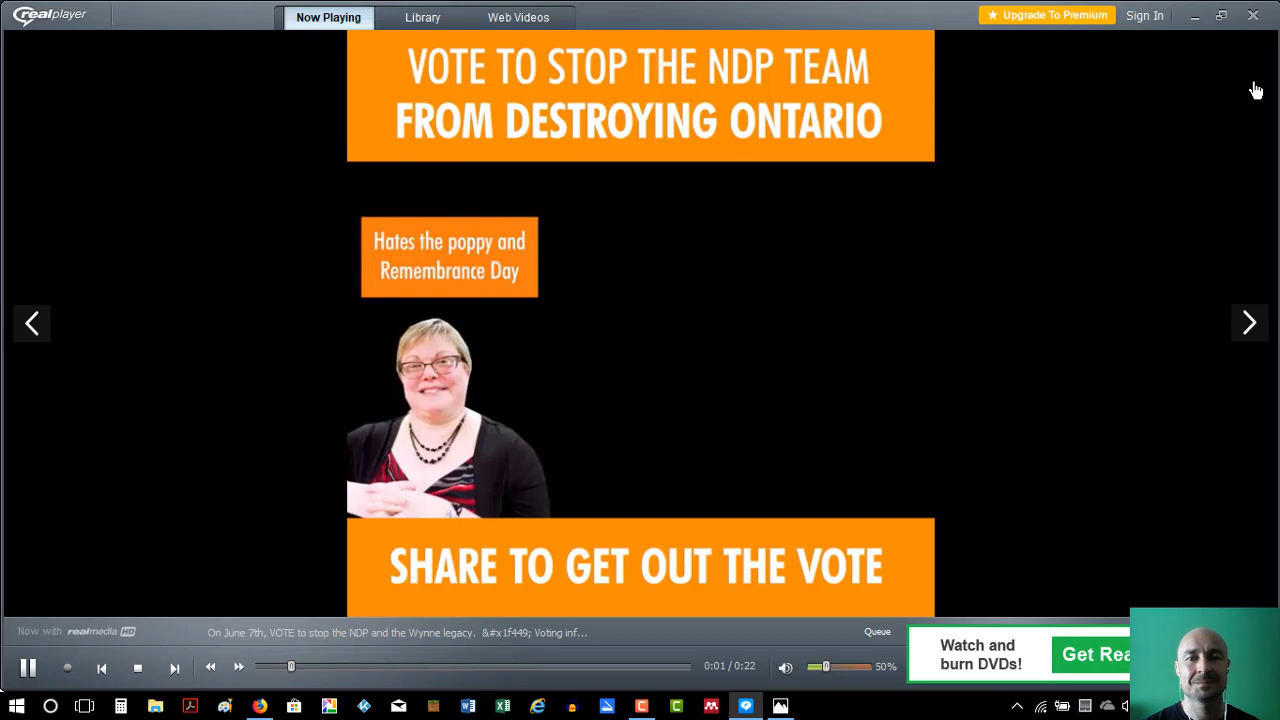 realplayer
Now Playing
Library
Web Videos
Upgrade To Premium
Sign In
VOTE TO STOP THE NDP TEAM
FROM DESTROYING ONTARIO
Hates the poppy and
Remembrance Day
SHARE TO GET OUT THE VOTE
Now with realmedia HD
On June 7th, VOTE to stop the NDP and the Wynne legacy. &#x1f449; Voting inf...
Queue
Watch and
burn DVDs!
Get Rea
0:01 / 0:22
50%